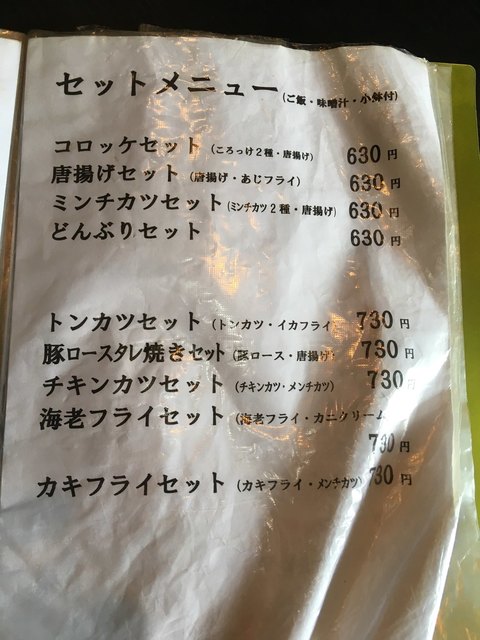 セットメニュー(ご飯・味噌汁・小鉢付)
コロッケセット (ころっけ2種・唐揚げ) 630円
唐揚げセット (唐揚げ・あじフライ) 630円
ミンチカツセット(ミンチカツ2種・唐揚げ) 630円
どんぶりセット 630円
トンカツセット (トンカツ・イカフライ 730円
豚ロースタレ焼きセット(豚ロース・唐揚げ) 730円
チキンカツセット (チキンカツ・メンチカツ) 730円
海老フライセット (海老フライ・カニクリーム
730円
カキフライセット (カキフライ・メンチカツ) 730円